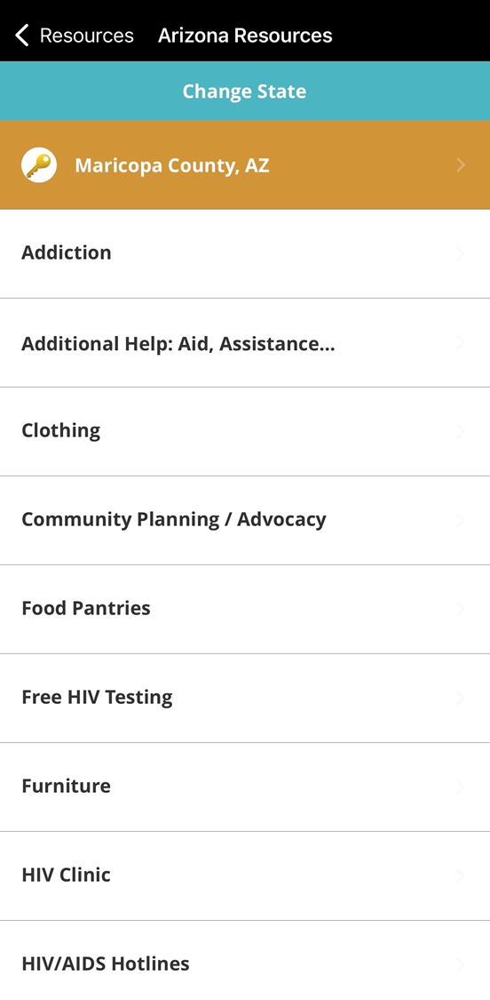 Resources Arizona Resources
Change State
Maricopa County, AZ
Addiction
Additional Help: Aid, Assistance...
Clothing
Community Planning / Advocacy
Food Pantries
Free HIV Testing
Furniture
HIV Clinic
HIV/AIDS Hotlines